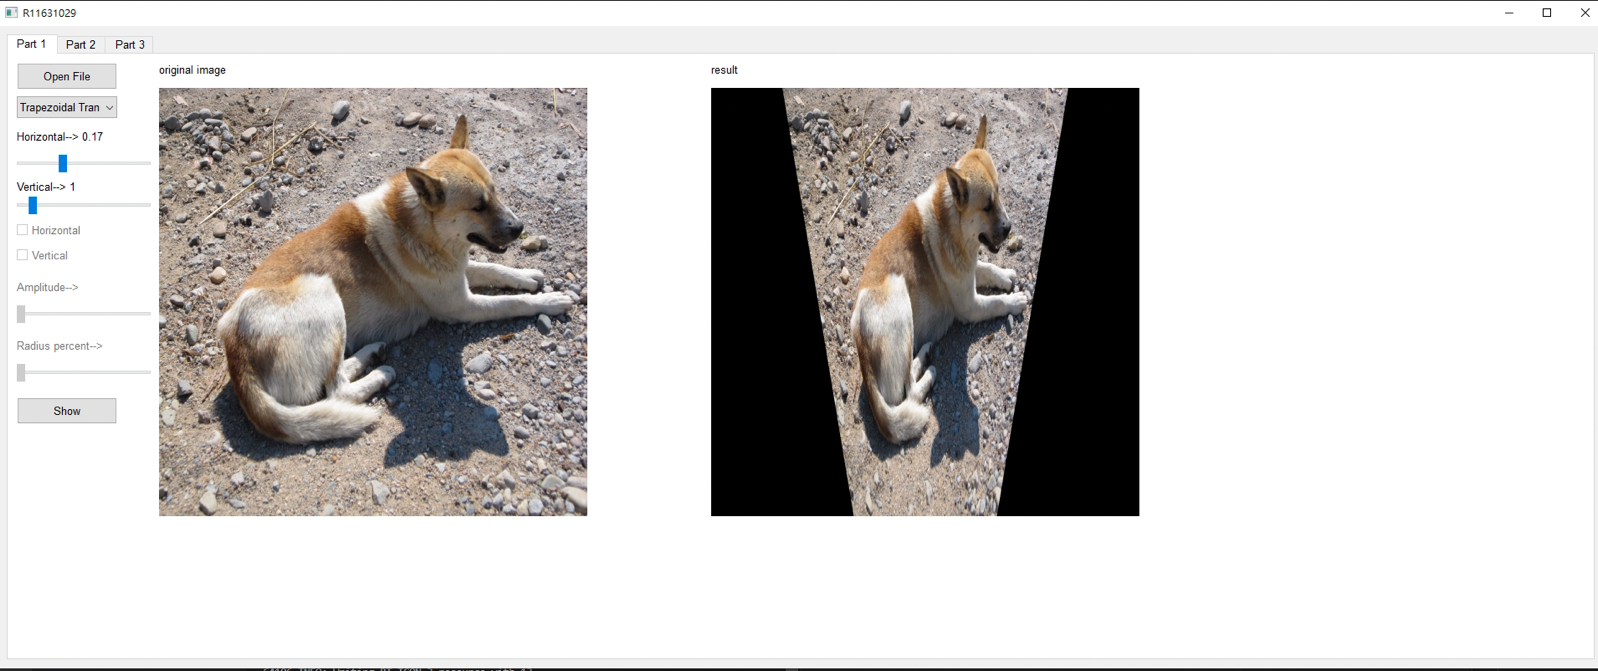 R11631029
Part 1 Part 2 Part 3
Open File
Trapezoidal Tran
Horizontal--> 0.17
Vertical--> 1
Horizontal
Vertical
Amplitude-->
Radius percent-->
Show
original image
result